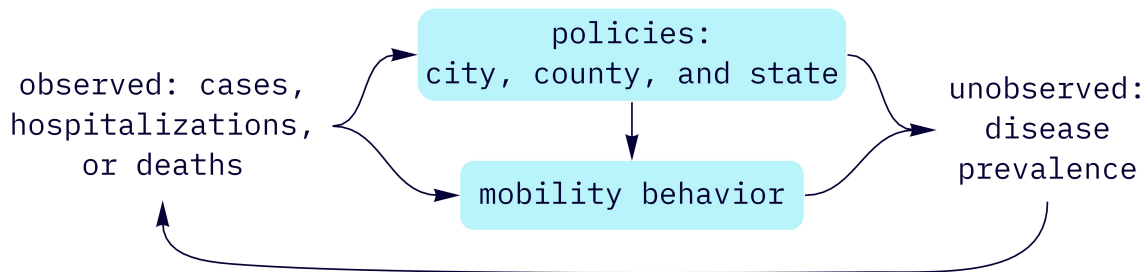 observed: cases,
hospitalizations,
or deaths
policies:
city, county, and state
mobility behavior
unobserved:
disease
prevalence